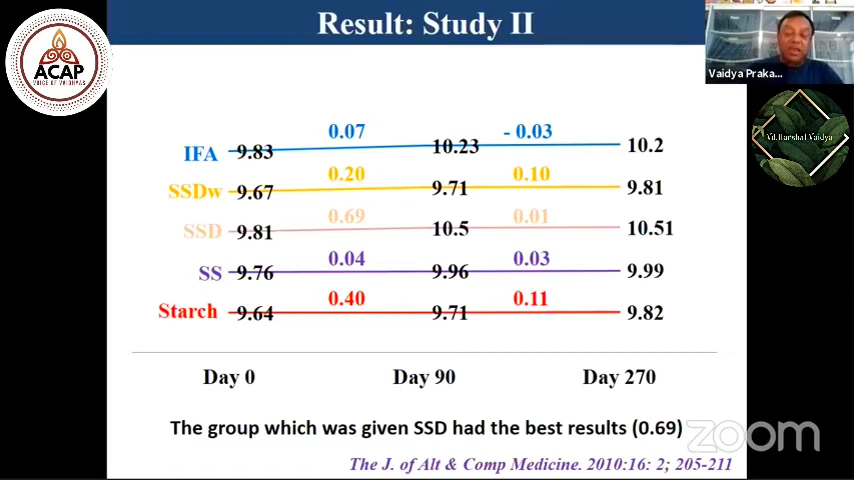 Result: Study II
ACAP
VOICE OF VAIDHYAS
Vaidya Praka...
Vd.Harshal Vaidya
IFA 9.83 0.07 10.23 - 0.03 10.2
SSDw 9.67 0.20 9.71 0.10 9.81
SSD 9.81 0.69 10.5 0.01 10.51
SS 9.76 0.04 9.96 0.03 9.99
Starch 9.64 0.40 9.71 0.11 9.82
Day 0 Day 90 Day 270
The group which was given SSD had the best results (0.69)
zoom
The J. of Alt & Comp Medicine. 2010:16: 2; 205-211